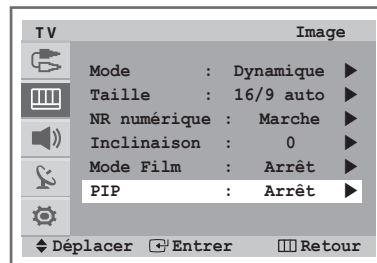 TV Image
Mode : Dynamique
Taille : 16/9 auto
NR numérique : Marche
Inclinaison : 0
Mode Film : Arrêt
PIP : Arrêt
Déplacer Entrer Retour